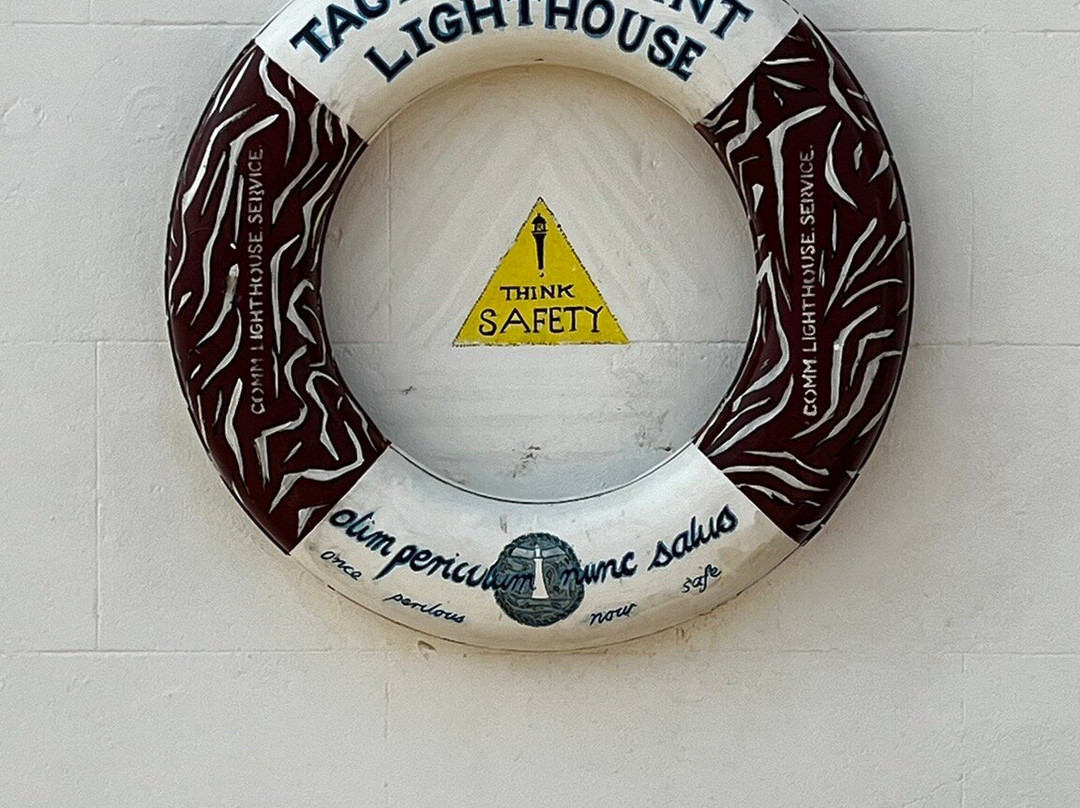 LIGHTHOUSE
COMM LIGHTHOUSE. SERVICE.
COMM LIGHTHOUSE. SERVICE.
THINK
SAFETY
olim periculum nunc salus
once perilous now safe